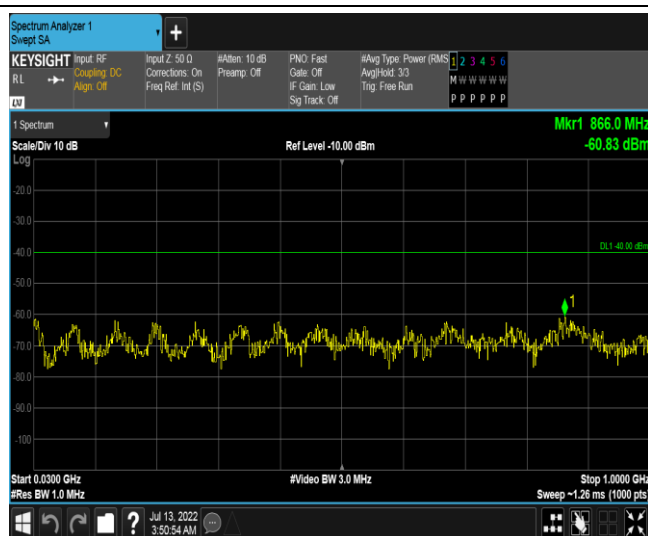 Spectrum Analyzer 1
Swept SA
+
KEYSIGHT
RL
LXI
Input: RF
Coupling: DC
Align: Off
Input Z: 50 Ω
Corrections: On
Freq Ref: Int (S)
#Atten: 10 dB
Preamp: Off
PNO: Fast
Gate: Off
IF Gain: Low
Sig Track: Off
#Avg Type: Power (RMS
Avg|Hold: 3/3
Trig: Free Run
1 2 3 4 5 6
M W W W W W
P P P P P P
1 Spectrum
Mkr1 866.0 MHz
Scale/Div 10 dB
Ref Level -10.00 dBm
-60.83 dBm
Log
-20.0
-30.0
DL1 -40.00 dBm
-40.0
-50.0
1
-60.0
-70.0
-80.0
-90.0
-100
Start 0.0300 GHz
#Video BW 3.0 MHz
Stop 1.0000 GHz
#Res BW 1.0 MHz
Sweep ~1.26 ms (1000 pts)
?
Jul 13, 2022
3:50:54 AM